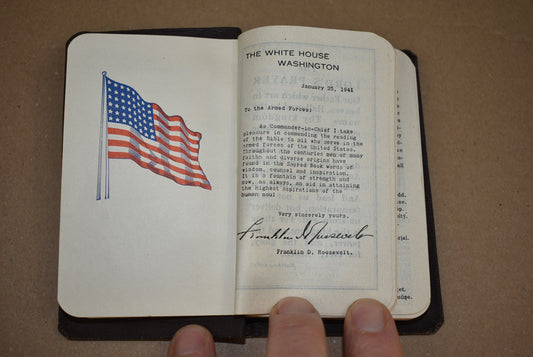 THE WHITE HOUSE
WASHINGTON
January 25, 1941
To the Armed Forces:
As Commander-in-Chief I take
pleasure in commending the reading
of the Bible to all who serve in the
armed forces of the United States.
Throughout the centuries men of many
faiths and diverse origins have
found in the Sacred Book words of
wisdom, counsel and inspiration.
It is a fountain of strength and
now, as always, an aid in attaining
the highest aspirations of the
human soul
Very sincerely yours,
Franklin D Roosevelt
Franklin D. Roosevelt.